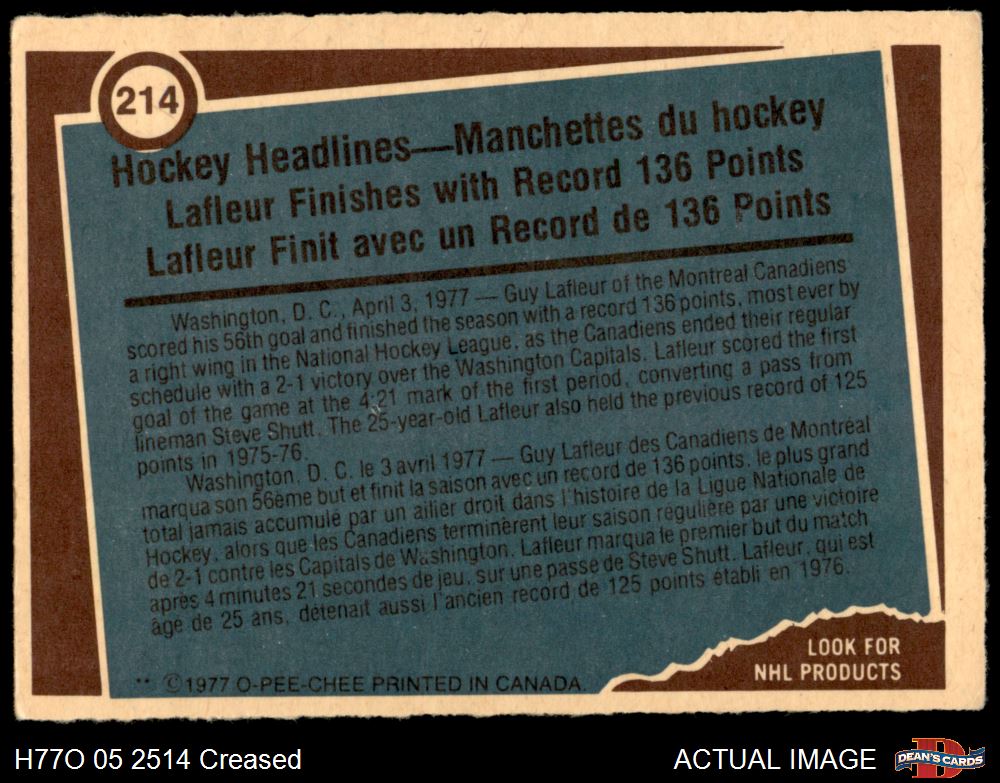 214
Hockey Headlines—Manchettes du hockey
Lafleur Finishes with Record 136 Points
Lafleur Finit avec un Record de 136 Points
Washington, D. C., April 3, 1977 — Guy Lafleur of the Montreal Canadiens
scored his 56th goal and finished the season with a record 136 points, most ever by
a right wing in the National Hockey League, as the Canadiens ended their regular
schedule with a 2-1 victory over the Washington Capitals. Lafleur scored the first
goal of the game at the 4:21 mark of the first period, converting a pass from
lineman Steve Shutt. The 25-year-old Lafleur also held the previous record of 125
points in 1975-76.
Washington, D. C. le 3 avril 1977 — Guy Lafleur des Canadiens de Montréal
marqua son 56ème but et finit la saison avec un record de 136 points, le plus grand
total jamais accumulé par un ailier droit dans l'histoire de la Ligue Nationale de
Hockey, alors que les Canadiens terminèrent leur saison régulière par une victoire
de 2-1 contre les Capitals de Washington. Lafleur marqua le premier but du match
après 4 minutes 21 secondes de jeu, sur une passe de Steve Shutt. Lafleur, qui est
âgé de 25 ans, détenait aussi l'ancien record de 125 points établi en 1976.
LOOK FOR
NHL PRODUCTS
** ©1977 O-PEE-CHEE PRINTED IN CANADA.
H77O 05 2514 Creased
ACTUAL IMAGE
D
DEAN'S CARDS